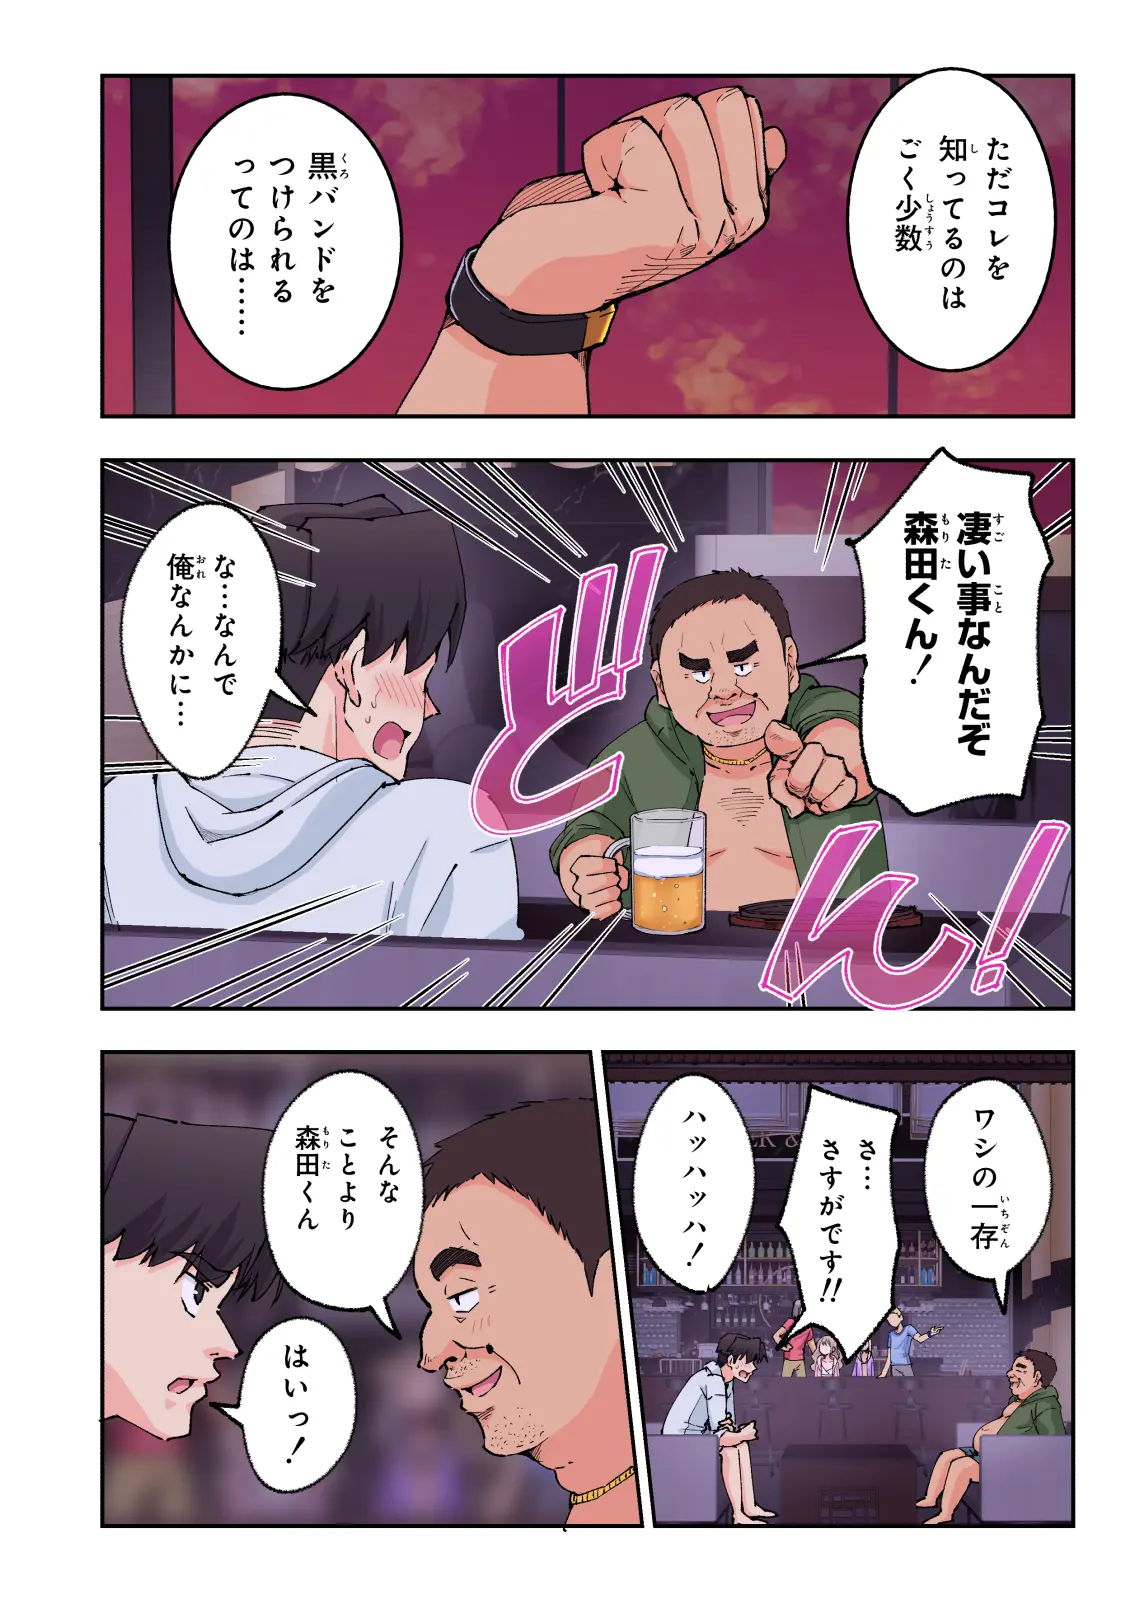 ただコレを
知ってるのは
ごく少数
黒バンドを
つけられる
ってのは……
凄い事なんだぞ
森田くん！
な…なんで
俺なんかに…
ど!!
ん！
ワシの一存
さ…
さすがです!!
ハッハッハ！
そんな
ことより
森田くん
はいっ！